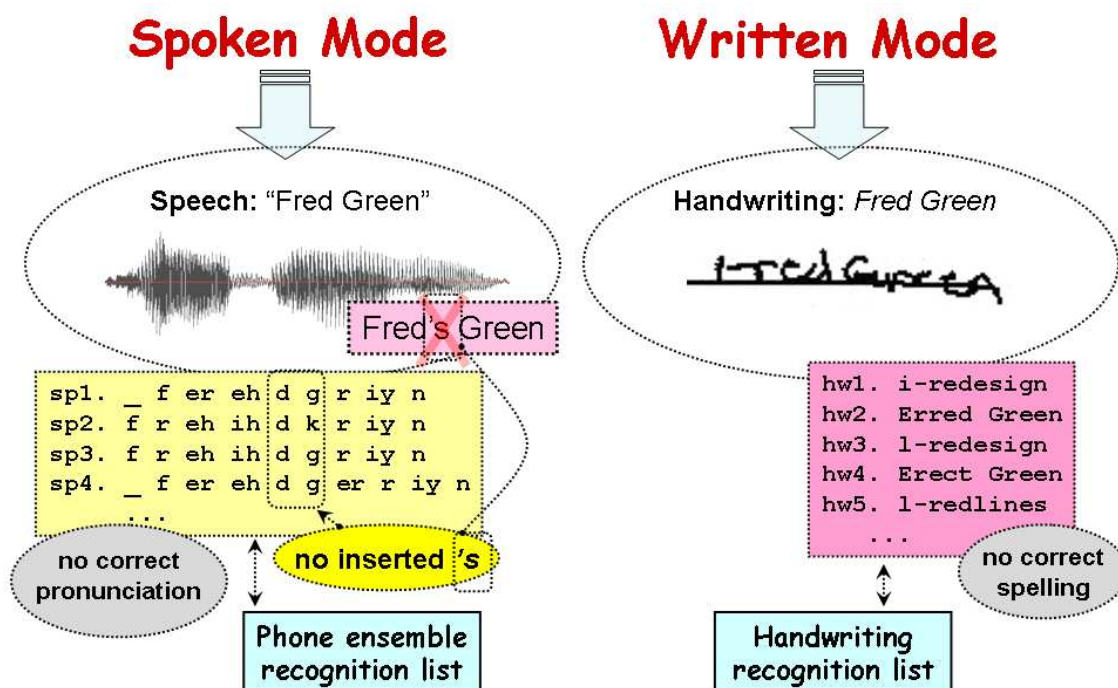 Spoken Mode
Speech: “Fred Green”
Fred's Green
sp1. _ f er eh d g r iy n
sp2. f r eh ih d k r iy n
sp3. f r eh ih d g r iy n
sp4. _ f er eh d g er r iy n
...
no correct
pronunciation
no inserted ’s
Phone ensemble
recognition list
Written Mode
Handwriting: Fred Green
hw1. i-redesign
hw2. Erred Green
hw3. l-redesign
hw4. Erect Green
hw5. l-redlines
...
no correct
spelling
Handwriting
recognition list